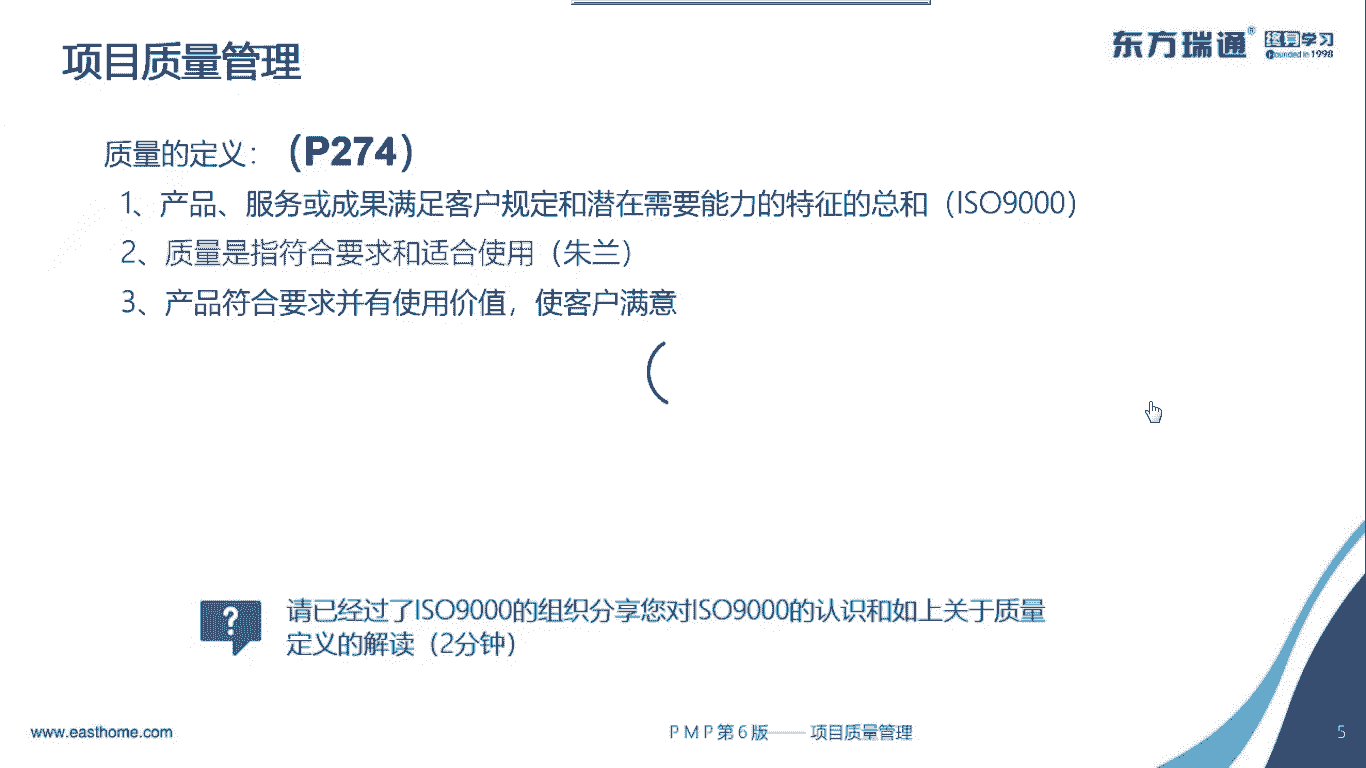 项目质量管理
东方瑞通® 终身学习
Founded in 1998
质量的定义：（P274）
1、产品、服务或成果满足客户规定和潜在需要能力的特征的总和（ISO9000）
2、质量是指符合要求和适合使用（朱兰）
3、产品符合要求并有使用价值，使客户满意
?
请已经过了ISO9000的组织分享您对ISO9000的认识和如上关于质量
定义的解读（2分钟）
www.easthome.com
PMP第6版—— 项目质量管理
5